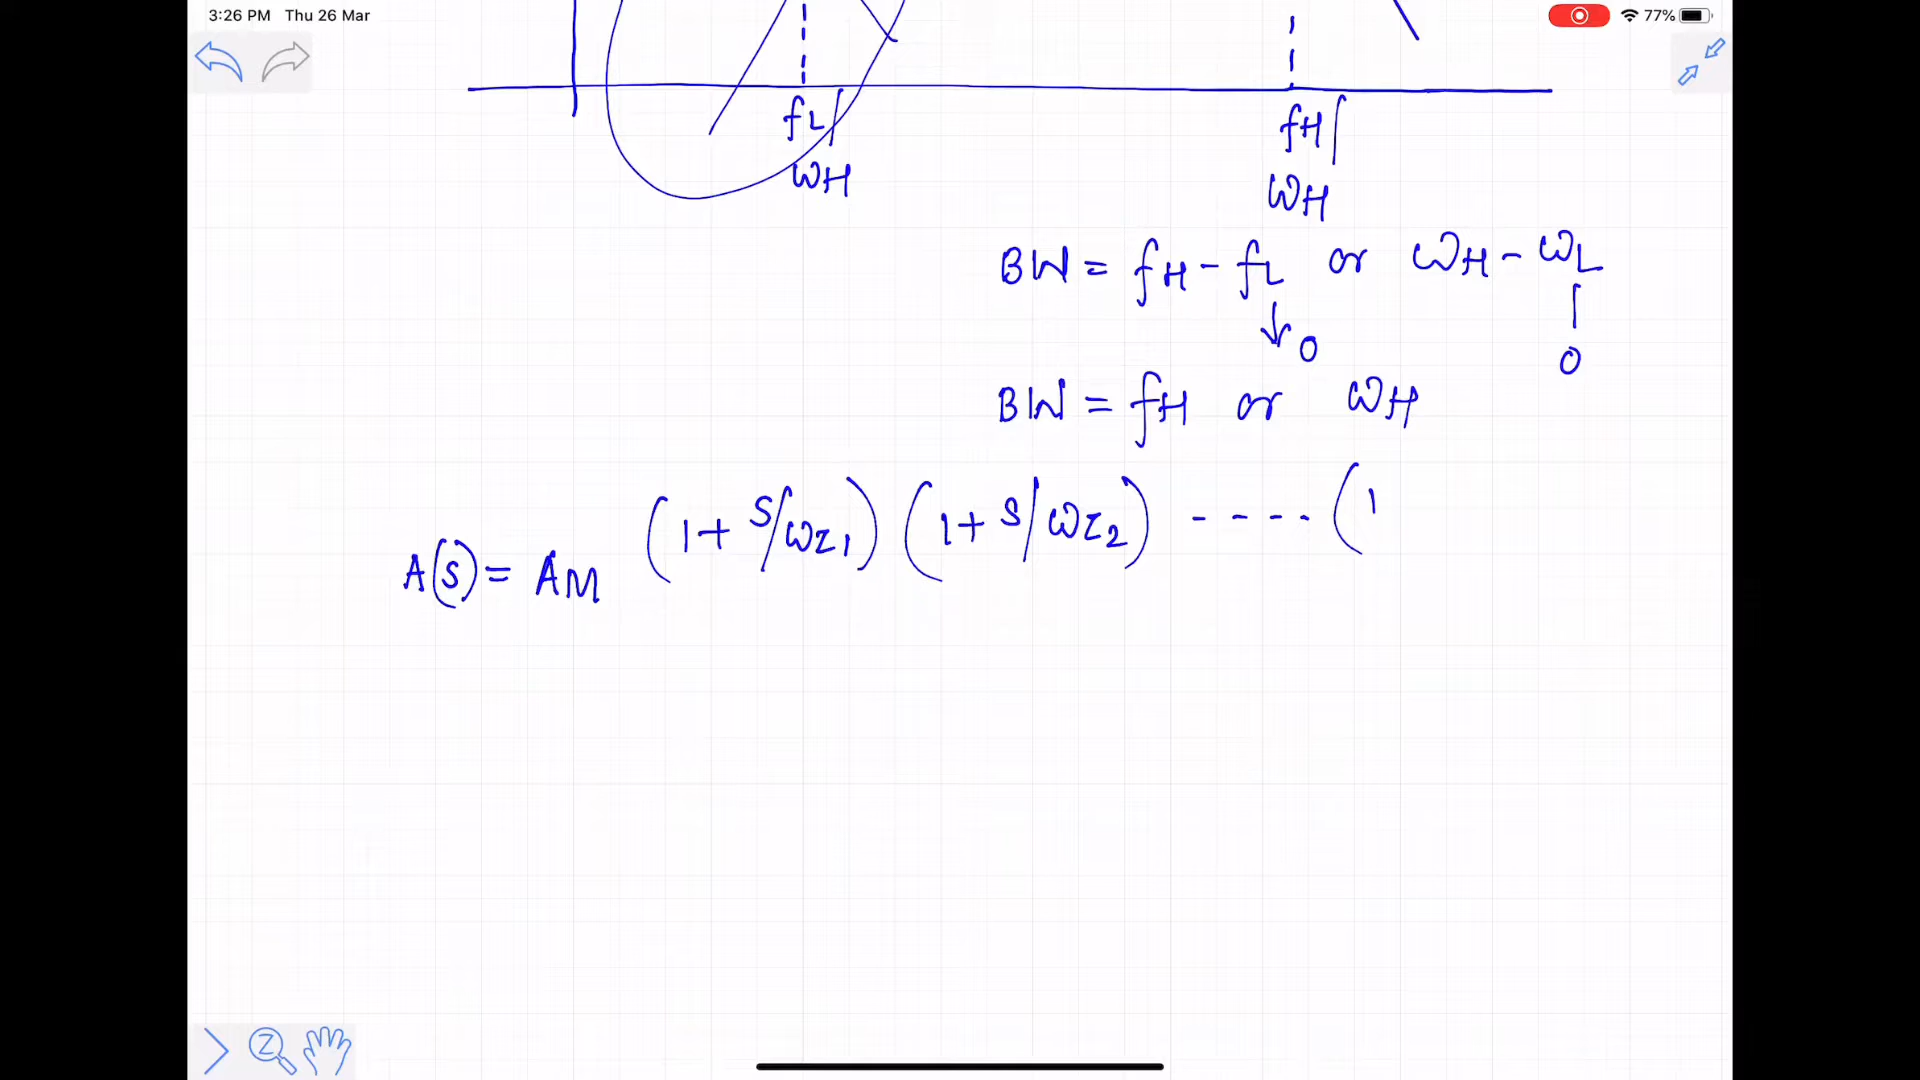 3:26 PM Thu 26 Mar 77%
fL/ fH/
ωH ωH
BW = fH - fL or ωH - ωL
↓ 0 | 0
BW = fH or ωH
A(s) = AM (1 + s/ωz1) (1 + s/ωz2) - - - - (1
Z